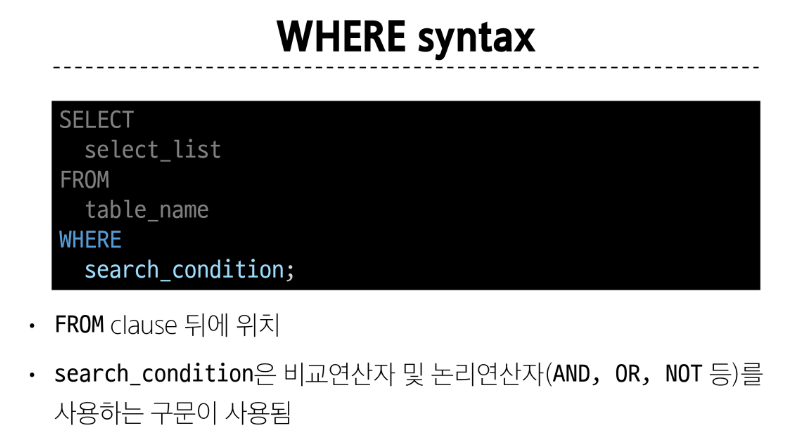 WHERE syntax
SELECT
select_list
FROM
table_name
WHERE
search_condition;
• FROM clause 뒤에 위치
• search_condition은 비교연산자 및 논리연산자(AND, OR, NOT 등)를
사용하는 구문이 사용됨